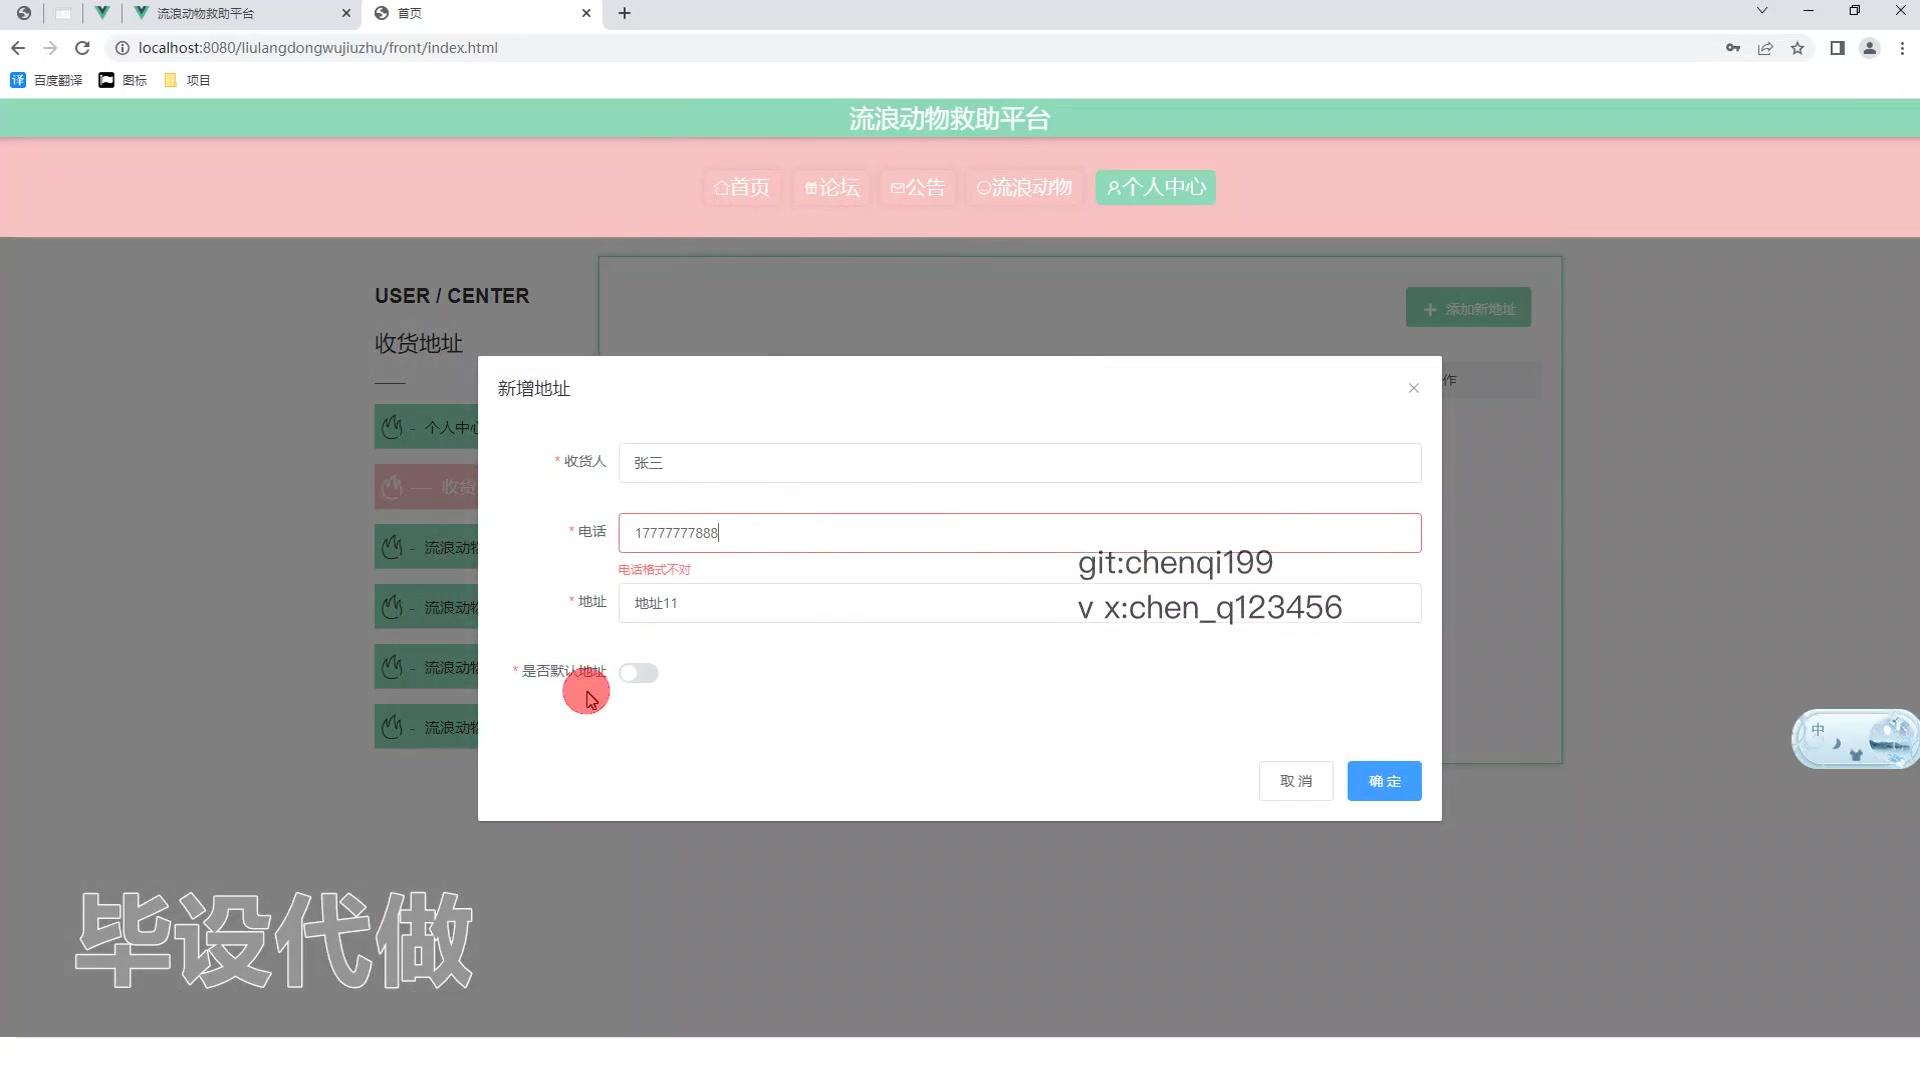 流浪动物救助平台
首页
localhost:8080/liulangdongwujiuzhu/front/index.html
译 百度翻译
图标
项目
流浪动物救助平台
首页
论坛
公告
流浪动物
个人中心
USER / CENTER
收货地址
添加新地址
作
- 个人中心
收货
- 流浪动物
- 流浪动物
- 流浪动物
- 流浪动物
新增地址
* 收货人
张三
* 电话
17777777888
电话格式不对
* 地址
地址11
* 是否默认地址
取 消
确 定
git:chenqi199
v x:chen_q123456
中
毕设代做